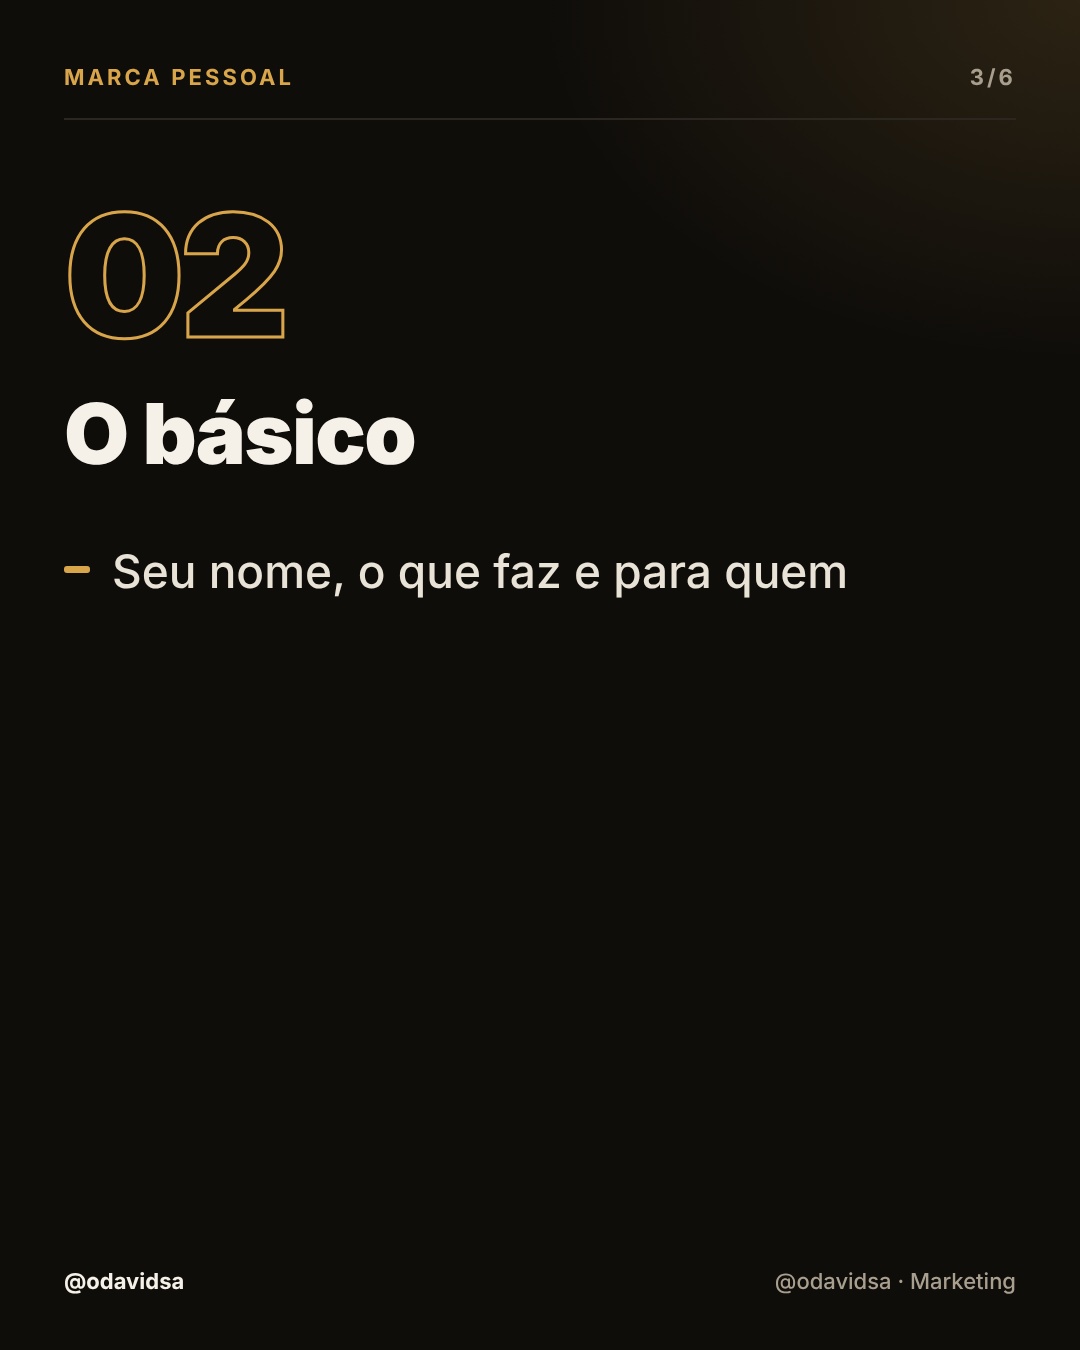 MARCA PESSOAL
3/6
02
O básico
Seu nome, o que faz e para quem
@odavidsa
@odavidsa · Marketing